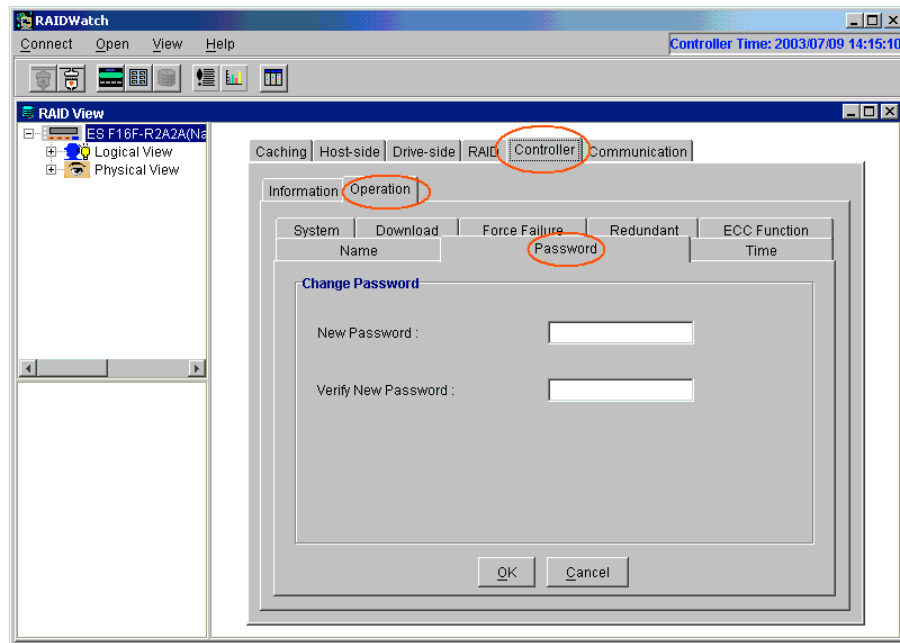 RAIDWatch
Connect Open View Help
Controller Time: 2003/07/09 14:15:10
RAID View
ES F16F-R2A2A(Na
Logical View
Physical View
Caching Host-side Drive-side RAID Controller Communication
Information Operation
System Download Force Failure Redundant ECC Function
Name Password Time
Change Password
New Password :
Verify New Password :
OK Cancel